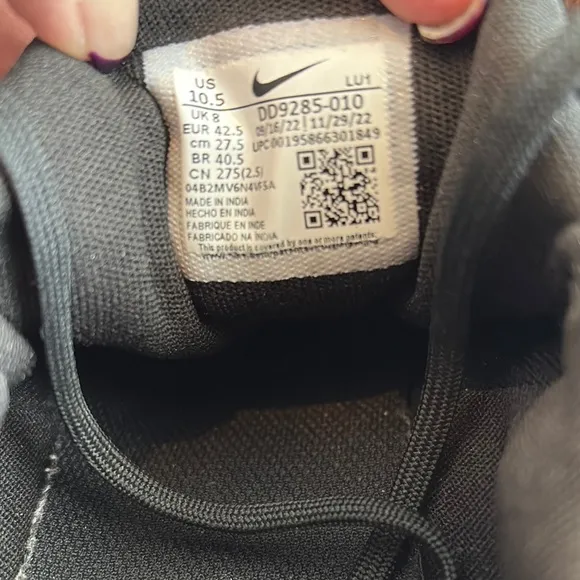 US
10.5
UK 8
EUR 42.5
cm 27.5
BR 40.5
CN 275(2.5)
LU1
DD9285-010
09/16/22 | 11/29/22
UPC00195866301849
MADE IN INDIA
HECHO EN INDIA
FABRIQUE EN INDE
FABRICADO NA INDIA
This product is covered by one or more patents: